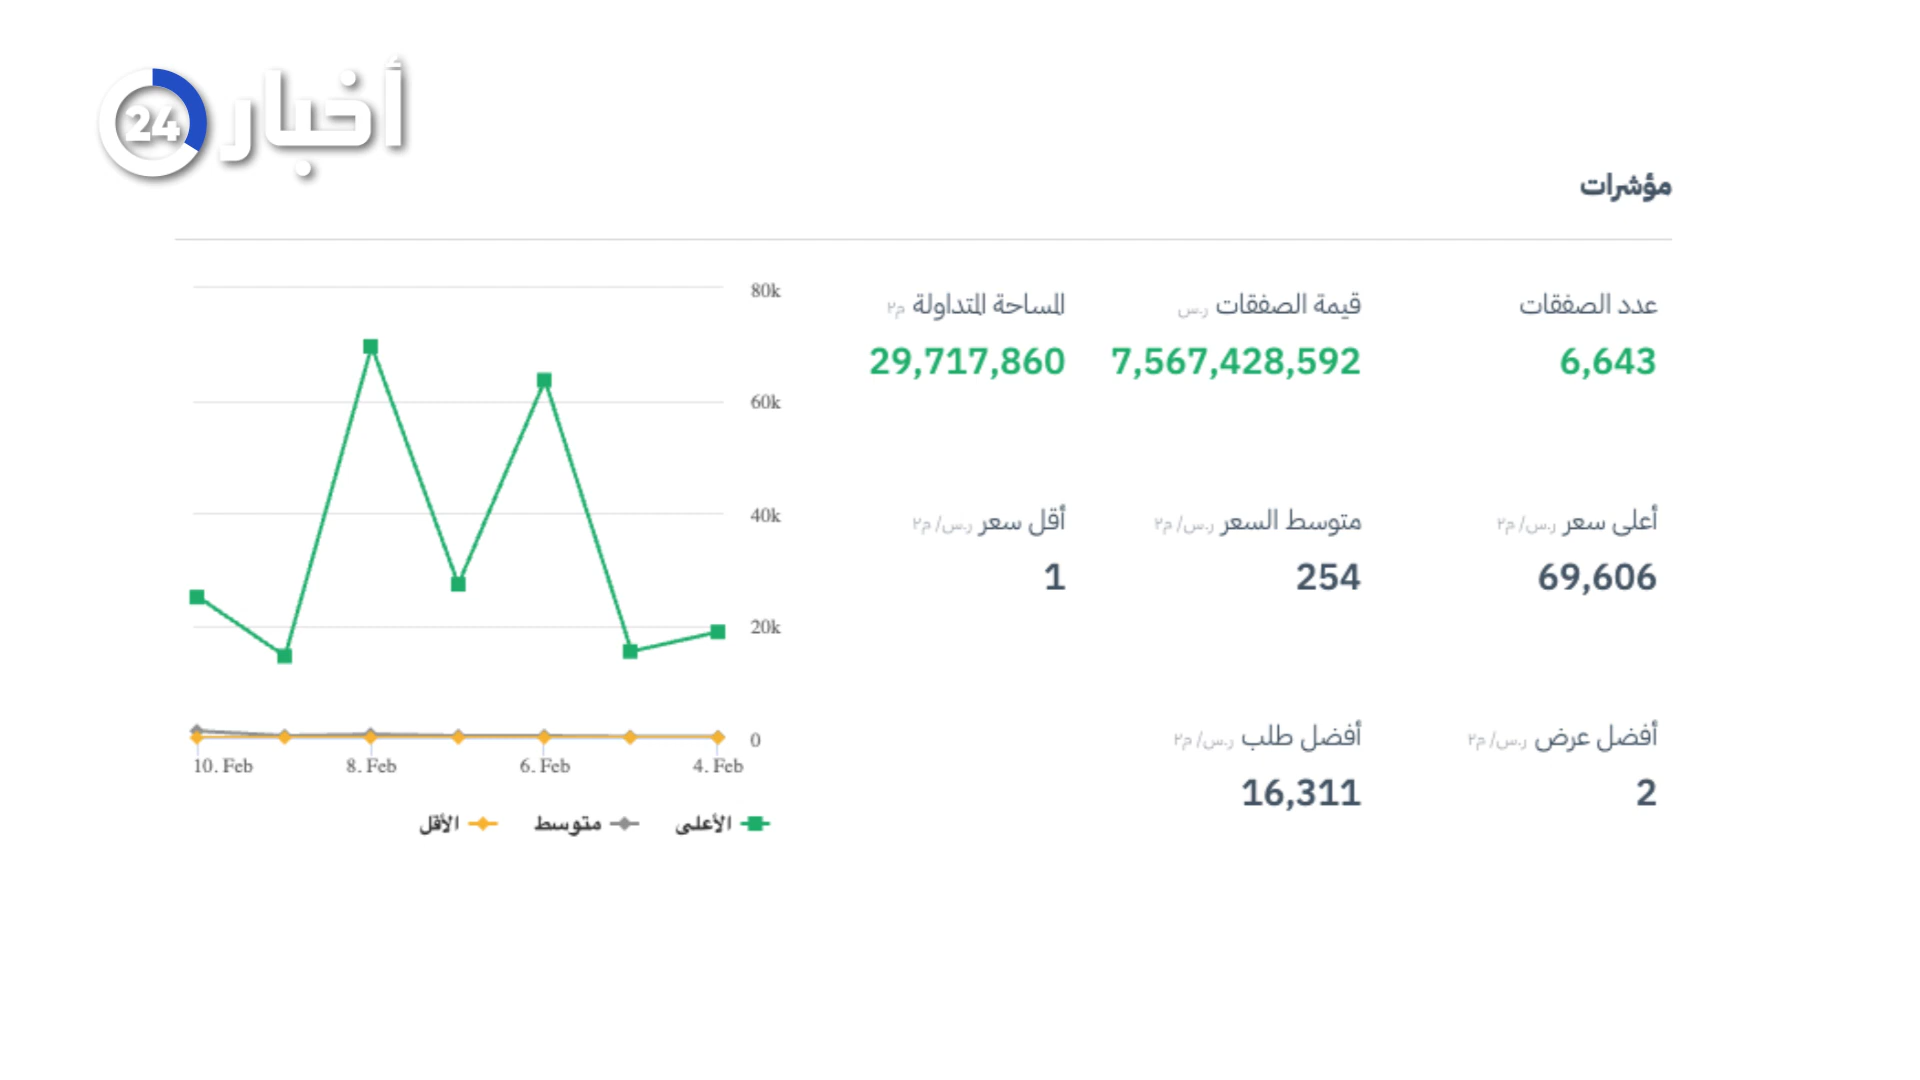 أخبار 24
مؤشرات
عدد الصفقات
6,643
قيمة الصفقات ر.س
7,567,428,592
المساحة المتداولة م٢
29,717,860
أعلى سعر ر.س/ م٢
69,606
متوسط السعر ر.س/ م٢
254
أقل سعر ر.س/ م٢
1
أفضل عرض ر.س/ م٢
2
أفضل طلب ر.س/ م٢
16,311
80k
60k
40k
20k
0
4. Feb
6. Feb
8. Feb
10. Feb
الأعلى
متوسط
الأقل